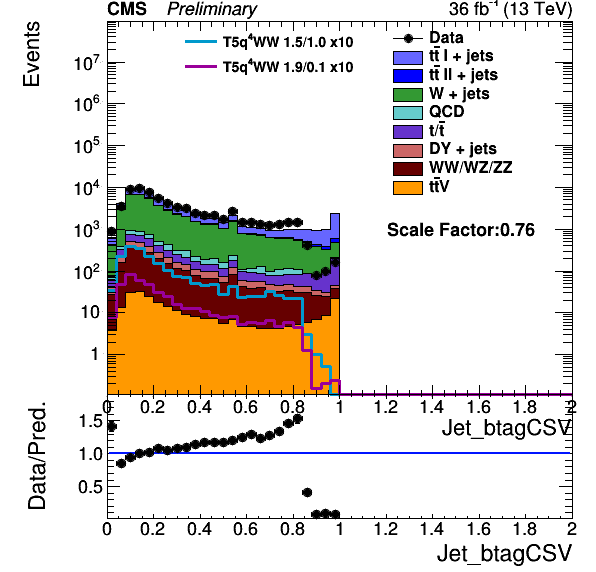 CMS Preliminary 36 fb⁻¹ (13 TeV)
Events
T5q⁴WW 1.5/1.0 x10
T5q⁴WW 1.9/0.1 x10
Data
tt̄ l + jets
tt̄ ll + jets
W + jets
QCD
t/t̄
DY + jets
WW/WZ/ZZ
tt̄V
Scale Factor:0.76
10⁷
10⁶
10⁵
10⁴
10³
10²
10
1
0 0.2 0.4 0.6 0.8 1 1.2 1.4 1.6 1.8 2
Jet_btagCSV
Data/Pred.
1.5
1.0
0.5
0 0.2 0.4 0.6 0.8 1 1.2 1.4 1.6 1.8 2
Jet_btagCSV